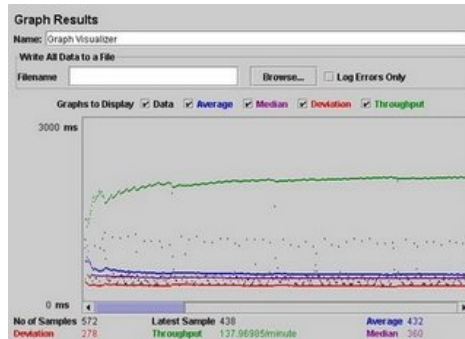 Graph Results
Name: Graph Visualizer
Write All Data to a File
Filename Browse... Log Errors Only
Graphs to Display Data Average Median Deviation Throughput
3000 ms
0 ms
No of Samples 572 Latest Sample 438 Average 432
Deviation 278 Throughput 137.96985/minute Median 360